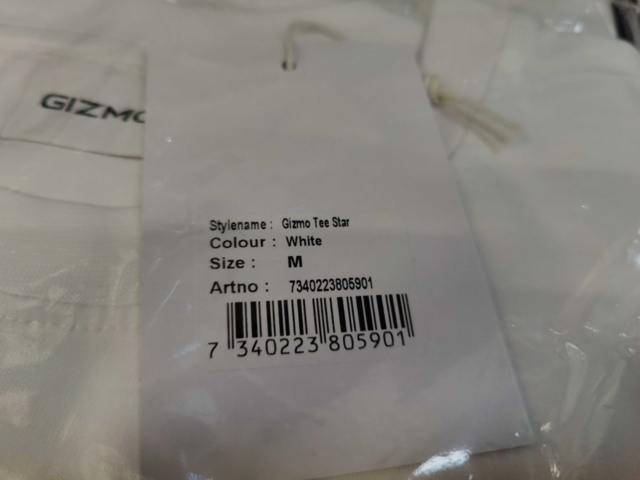 GIZMO
Stylename : Gizmo Tee Star
Colour : White
Size : M
Artno : 7340223805901
7 340223 805901